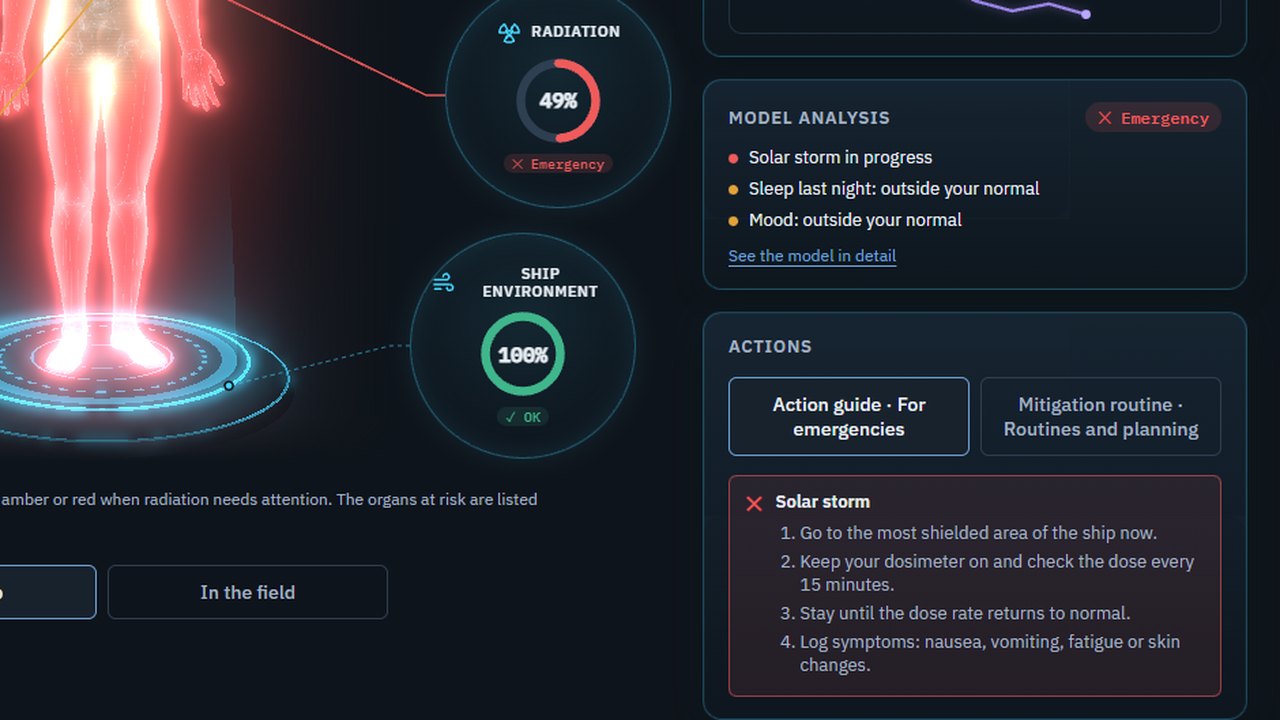 RADIATION
49%
Emergency
SHIP
ENVIRONMENT
100%
✓ OK
amber or red when radiation needs attention. The organs at risk are listed
In the field
MODEL ANALYSIS
Emergency
Solar storm in progress
Sleep last night: outside your normal
Mood: outside your normal
See the model in detail
ACTIONS
Action guide · For
emergencies
Mitigation routine ·
Routines and planning
Solar storm
1. Go to the most shielded area of the ship now.
2. Keep your dosimeter on and check the dose every
15 minutes.
3. Stay until the dose rate returns to normal.
4. Log symptoms: nausea, vomiting, fatigue or skin
changes.